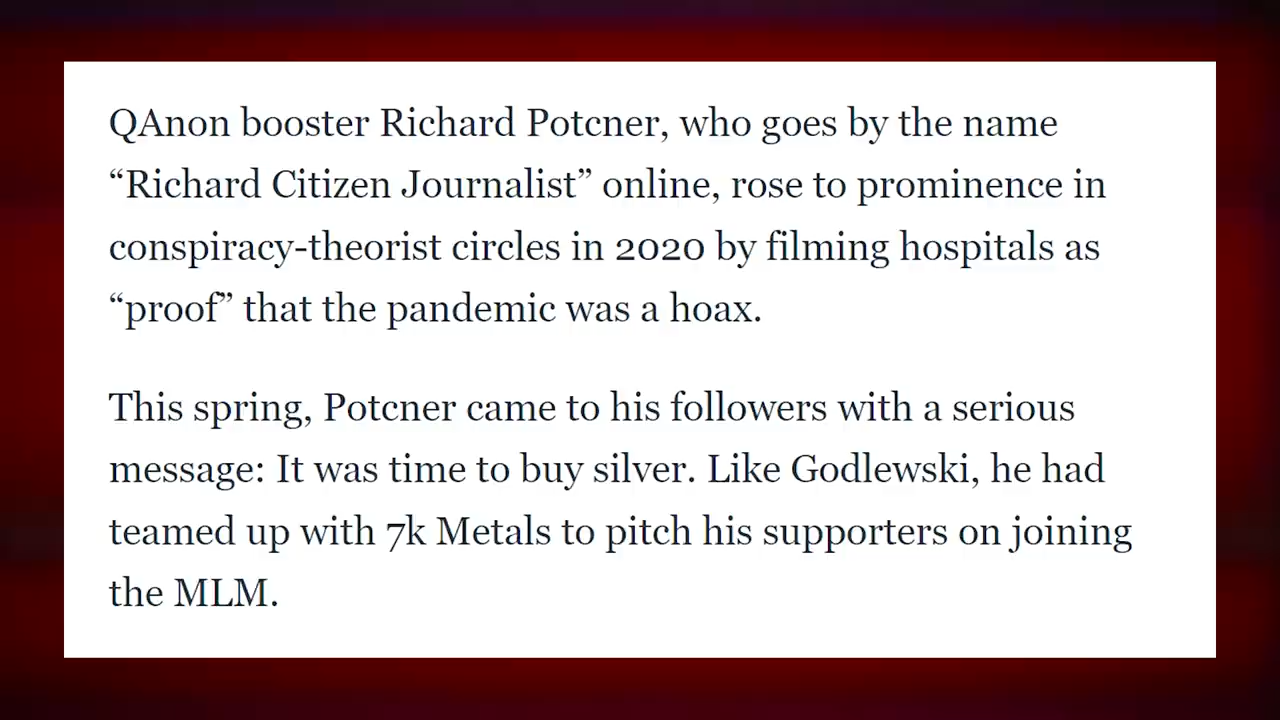 QAnon booster Richard Potcner, who goes by the name
“Richard Citizen Journalist” online, rose to prominence in
conspiracy-theorist circles in 2020 by filming hospitals as
“proof” that the pandemic was a hoax.
This spring, Potcner came to his followers with a serious
message: It was time to buy silver. Like Godlewski, he had
teamed up with 7k Metals to pitch his supporters on joining
the MLM.